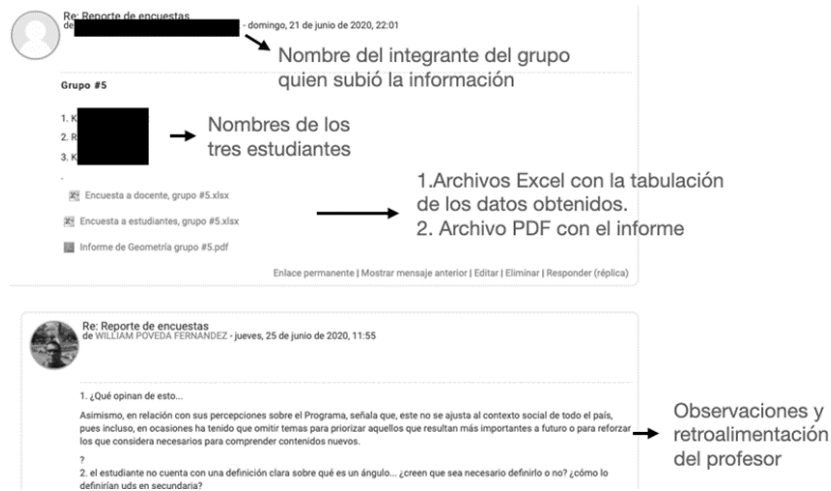 Re: Reporte de encuestas
de - domingo, 21 de junio de 2020, 22:01
Nombre del integrante del grupo
quien subió la información
Grupo #5
1. K
2. R
3. K
Nombres de los
tres estudiantes
.
Encuesta a docente, grupo #5.xlsx
Encuesta a estudiantes, grupo #5.xlsx
Informe de Geometría grupo #5.pdf
1.Archivos Excel con la tabulación
de los datos obtenidos.
2. Archivo PDF con el informe
Enlace permanente | Mostrar mensaje anterior | Editar | Eliminar | Responder (réplica)
Re: Reporte de encuestas
de WILLIAM POVEDA FERNANDEZ - jueves, 25 de junio de 2020, 11:55
1. ¿Qué opinan de esto...
Asimismo, en relación con sus percepciones sobre el Programa, señala que, este no se ajusta al contexto social de todo el país,
pues incluso, en ocasiones ha tenido que omitir temas para priorizar aquellos que resultan más importantes a futuro o para reforzar
los que considera necesarios para comprender contenidos nuevos.
?
2. el estudiante no cuenta con una definición clara sobre qué es un ángulo... ¿creen que sea necesario definirlo o no? ¿cómo lo
definirían uds en secundaria?
Observaciones y
retroalimentación
del profesor